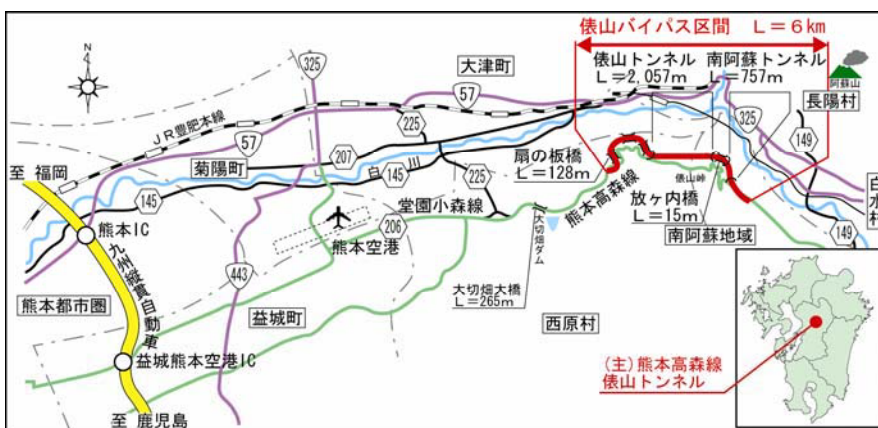 俵山バイパス区間 L=6km
俵山トンネル
L=2,057m
南阿蘇トンネル
L=757m
阿蘇山
長陽村
N
325
大津町
57
JR豊肥本線
57
225
325
149
菊陽町
207
白川
扇の板橋
L=128m
至 福岡
145
145
225
熊本高森線
俵山峠
放ヶ内橋
L=15m
白水村
堂園小森線
206
大切畑ダム
南阿蘇地域
149
熊本IC
熊本空港
九州縦貫自動車
443
大切畑大橋
L=265m
熊本都市圏
益城町
西原村
益城熊本空港IC
(主)熊本高森線
俵山トンネル
至 鹿児島